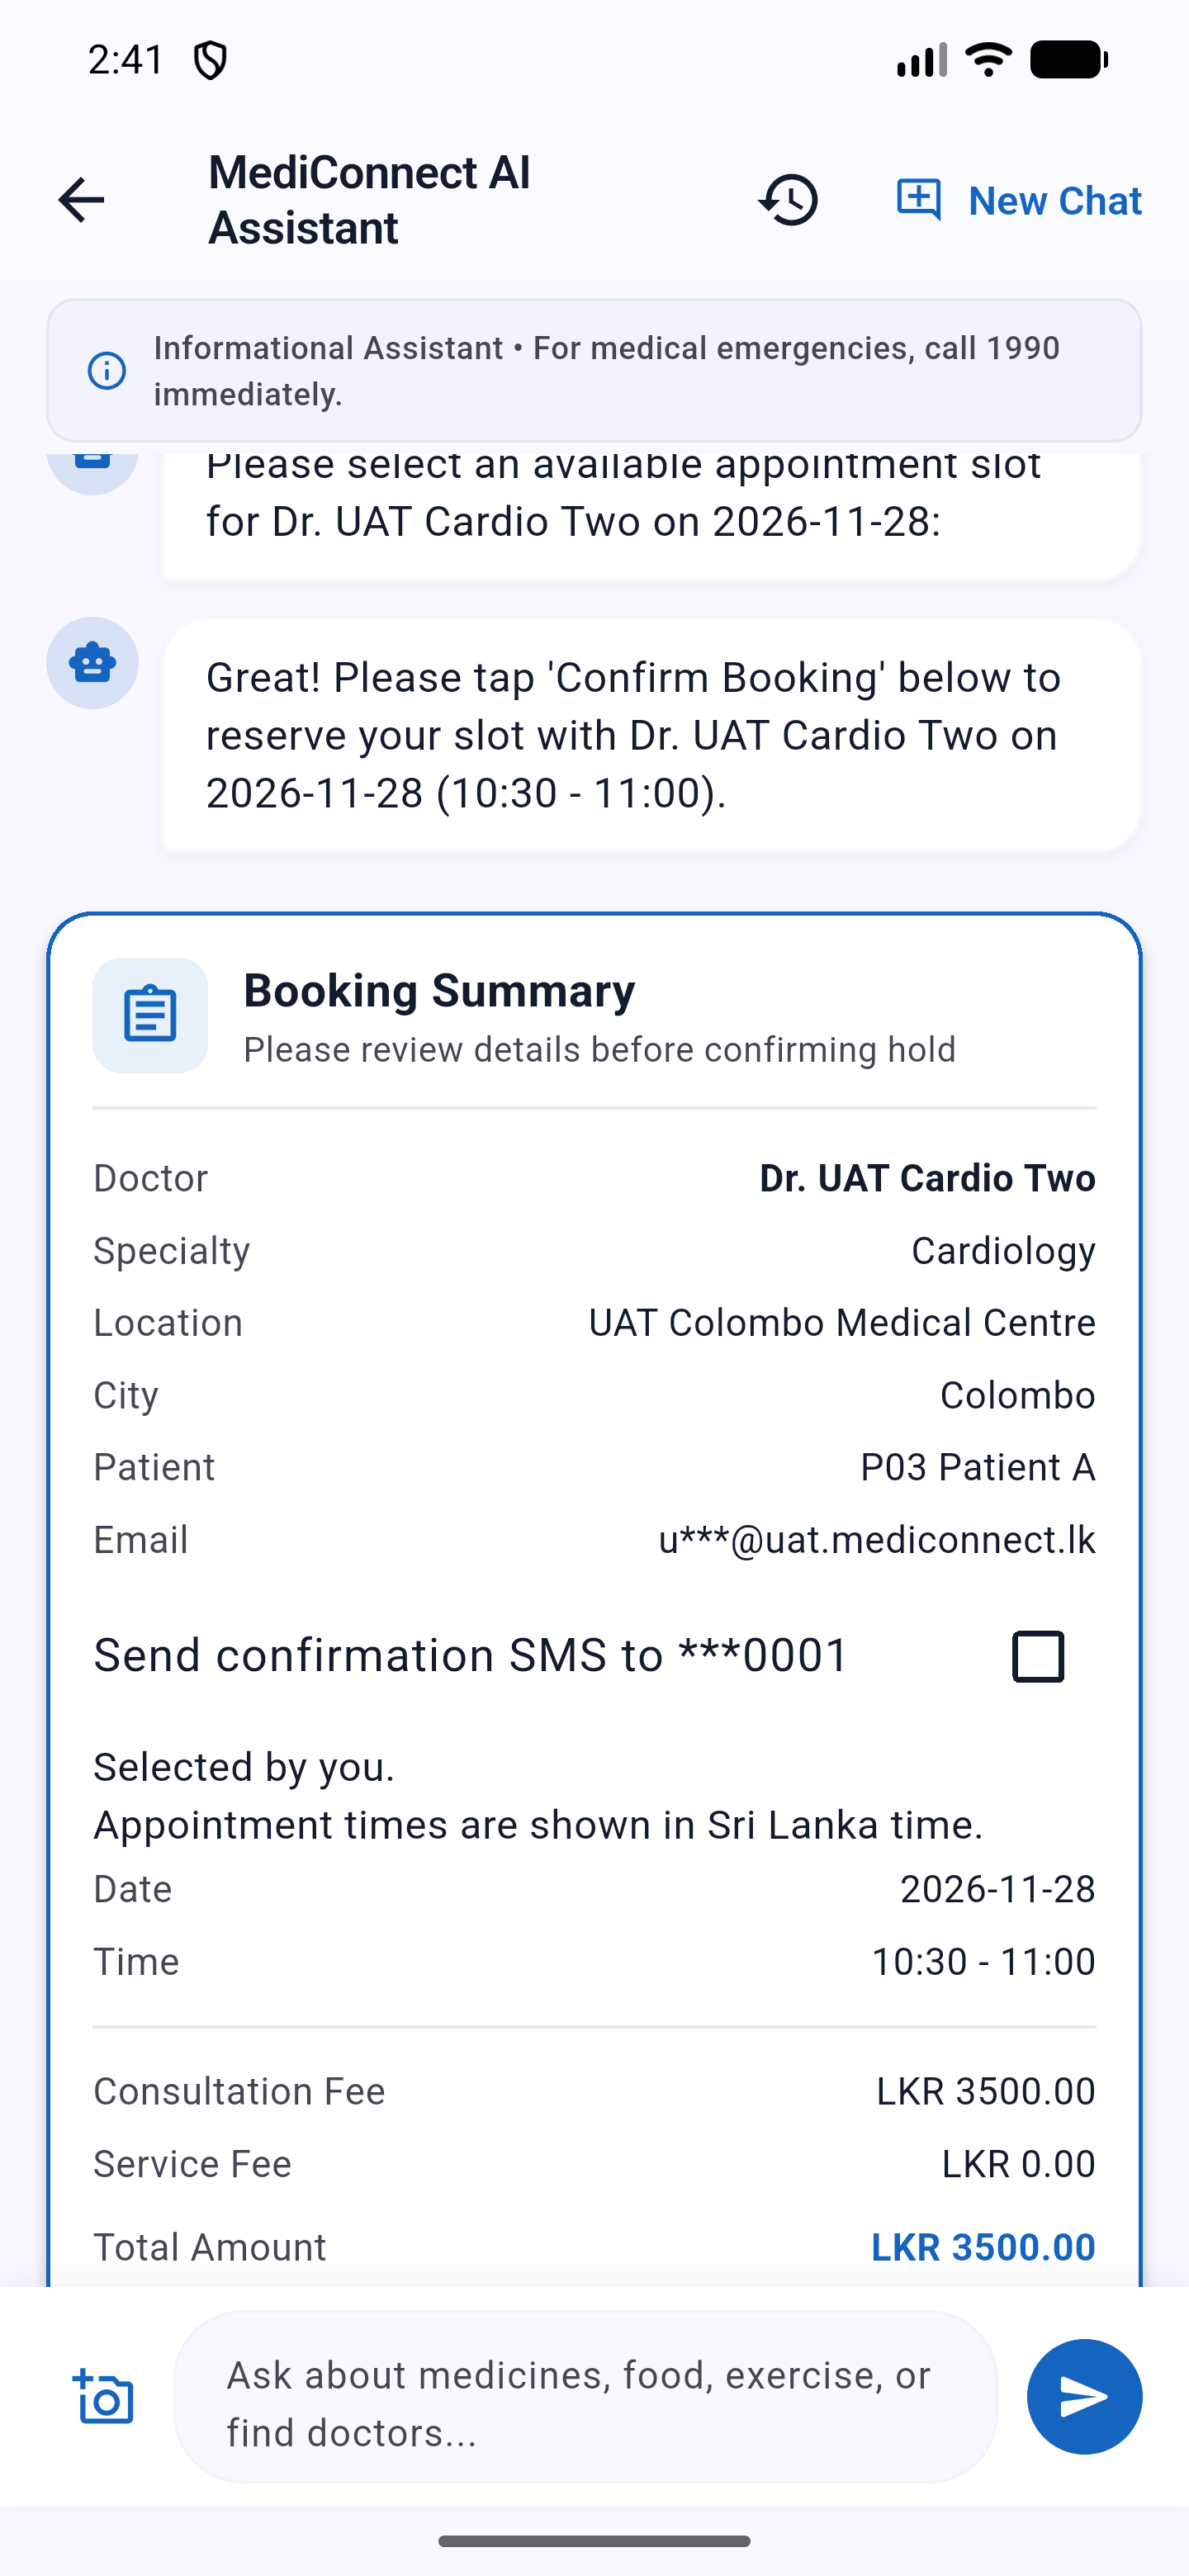 2:41
MediConnect AI
Assistant
New Chat
Informational Assistant • For medical emergencies, call 1990
immediately.
Please select an available appointment slot
for Dr. UAT Cardio Two on 2026-11-28:
Great! Please tap 'Confirm Booking' below to
reserve your slot with Dr. UAT Cardio Two on
2026-11-28 (10:30 - 11:00).
Booking Summary
Please review details before confirming hold
Doctor Dr. UAT Cardio Two
Specialty Cardiology
Location UAT Colombo Medical Centre
City Colombo
Patient P03 Patient A
Email u***@uat.mediconnect.lk
Send confirmation SMS to ***0001
Selected by you.
Appointment times are shown in Sri Lanka time.
Date 2026-11-28
Time 10:30 - 11:00
Consultation Fee LKR 3500.00
Service Fee LKR 0.00
Total Amount LKR 3500.00
Ask about medicines, food, exercise, or
find doctors...